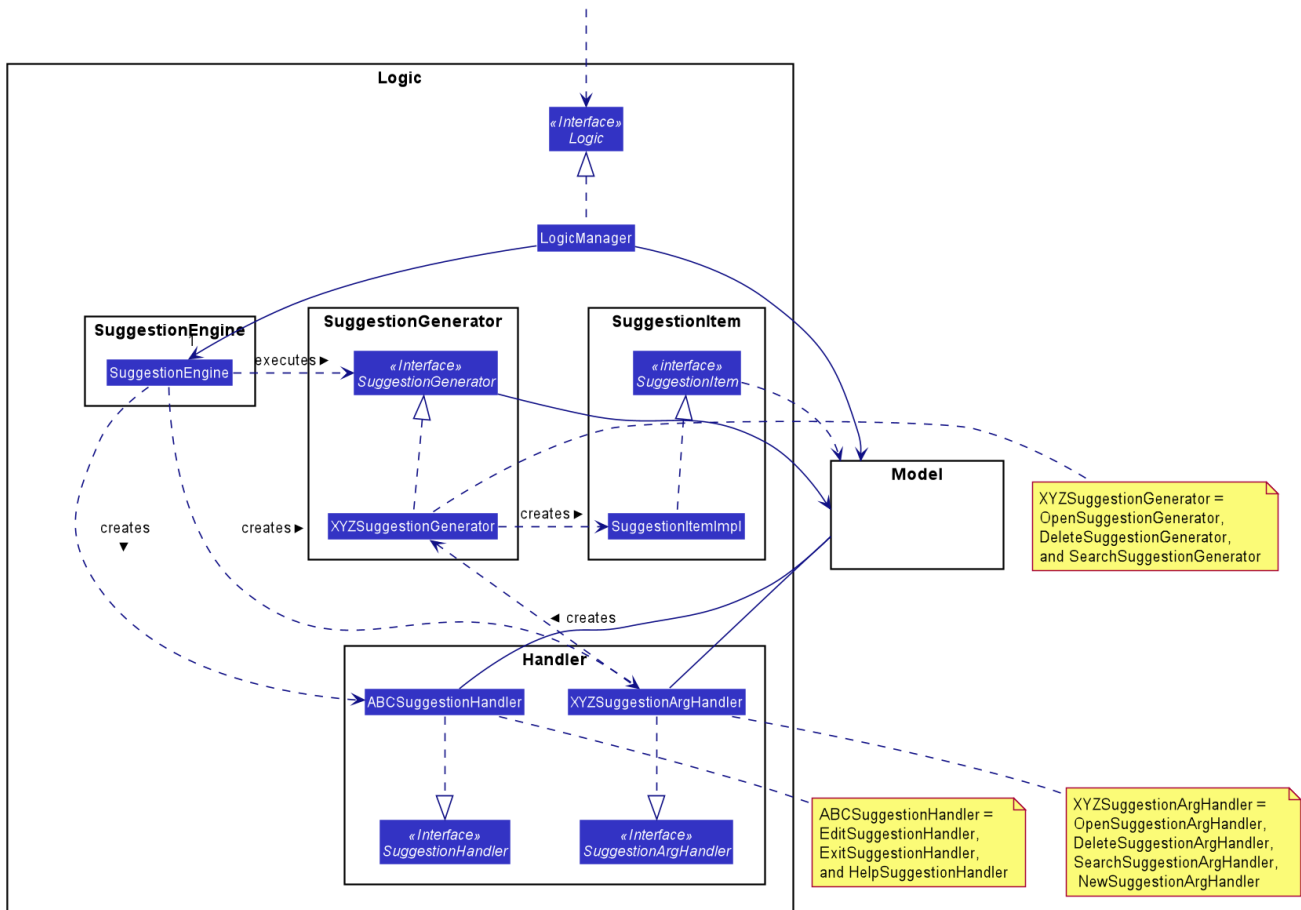 Logic
«Interface»
Logic
LogicManager
SuggestionEngine
1
SuggestionEngine
executes ►
SuggestionGenerator
«Interface»
SuggestionGenerator
SuggestionItem
«interface»
SuggestionItem
Model
XYZSuggestionGenerator =
OpenSuggestionGenerator,
DeleteSuggestionGenerator,
and SearchSuggestionGenerator
creates
▼
creates ►
XYZSuggestionGenerator
creates ►
SuggestionItemImpl
◄ creates
Handler
ABCSuggestionHandler
XYZSuggestionArgHandler
«Interface»
SuggestionHandler
«Interface»
SuggestionArgHandler
ABCSuggestionHandler =
EditSuggestionHandler,
ExitSuggestionHandler,
and HelpSuggestionHandler
XYZSuggestionArgHandler =
OpenSuggestionArgHandler,
DeleteSuggestionArgHandler,
SearchSuggestionArgHandler,
NewSuggestionArgHandler